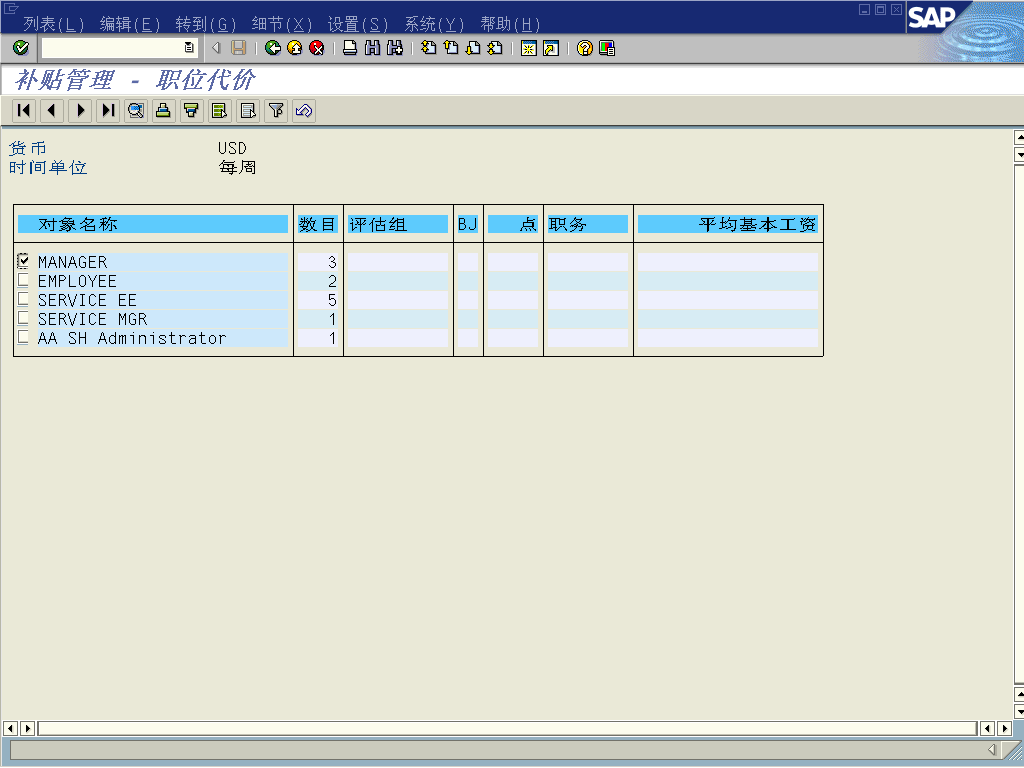 列表(L) 编辑(E) 转到(G) 细节(X) 设置(S) 系统(Y) 帮助(H)
SAP
补贴管理 - 职位代价
货币 USD
时间单位 每周
对象名称 数目 评估组 BJ 点 职务 平均基本工资
MANAGER 3
EMPLOYEE 2
SERVICE EE 5
SERVICE MGR 1
AA SH Administrator 1